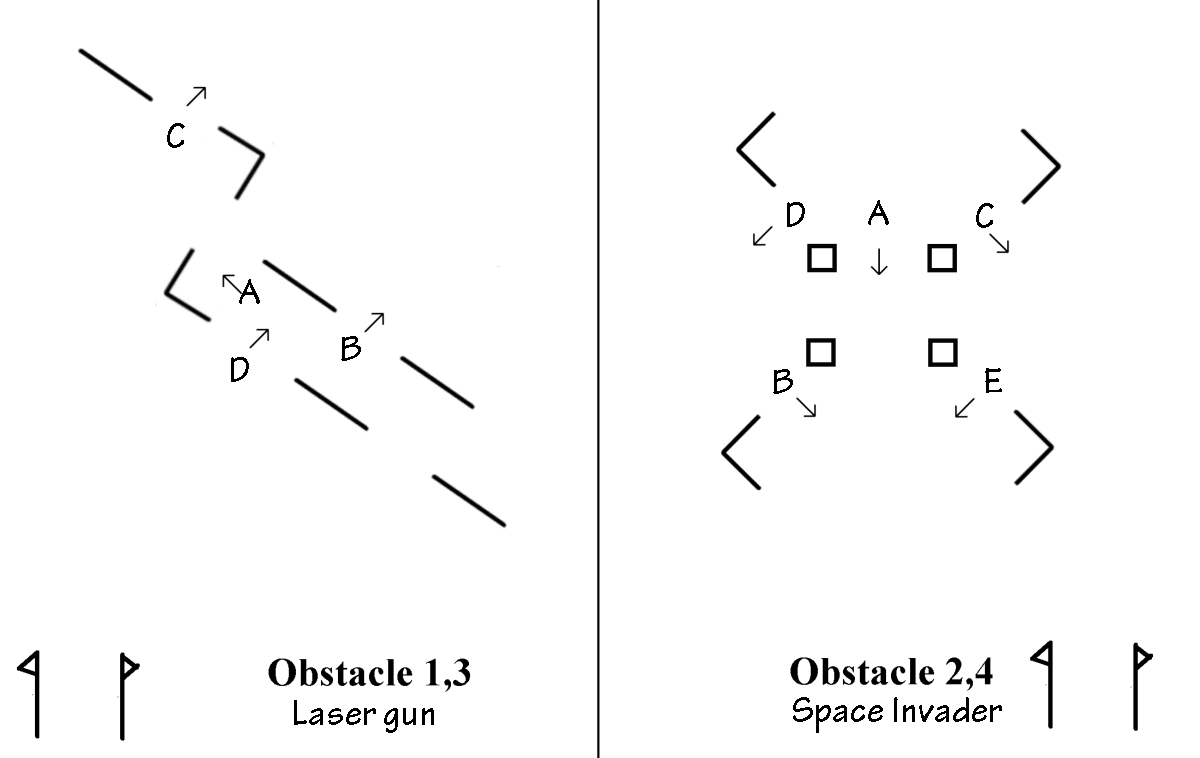 C
A
B
D
Obstacle 1,3
Laser gun
D A C
B E
Obstacle 2,4
Space Invader